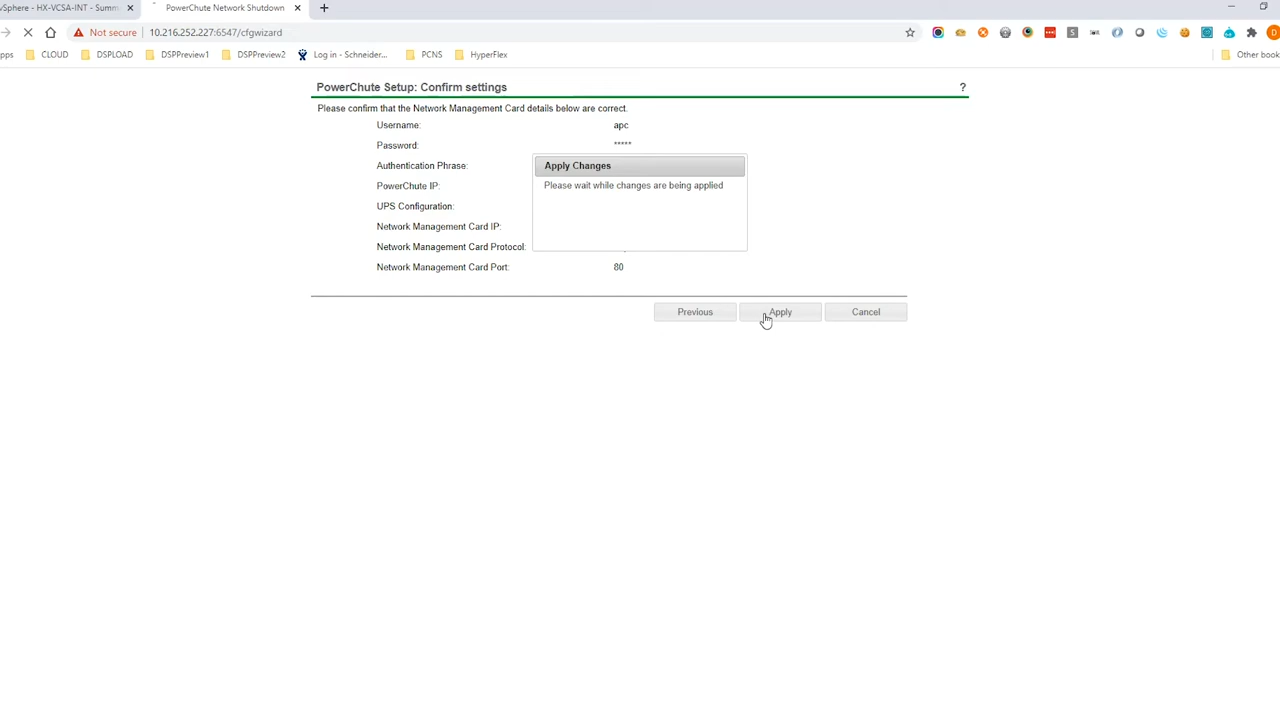 vSphere - HX-VCSA-INT - Summ
PowerChute Network Shutdown
Not secure
10.216.252.227:6547/cfgwizard
pps
CLOUD
DSPLOAD
DSPPreview1
DSPPreview2
Log in - Schneider...
PCNS
HyperFlex
Other book
PowerChute Setup: Confirm settings
?
Please confirm that the Network Management Card details below are correct.
Username: apc
Password: *****
Authentication Phrase:
PowerChute IP:
UPS Configuration:
Network Management Card IP:
Network Management Card Protocol:
Network Management Card Port: 80
Apply Changes
Please wait while changes are being applied
Previous
Apply
Cancel